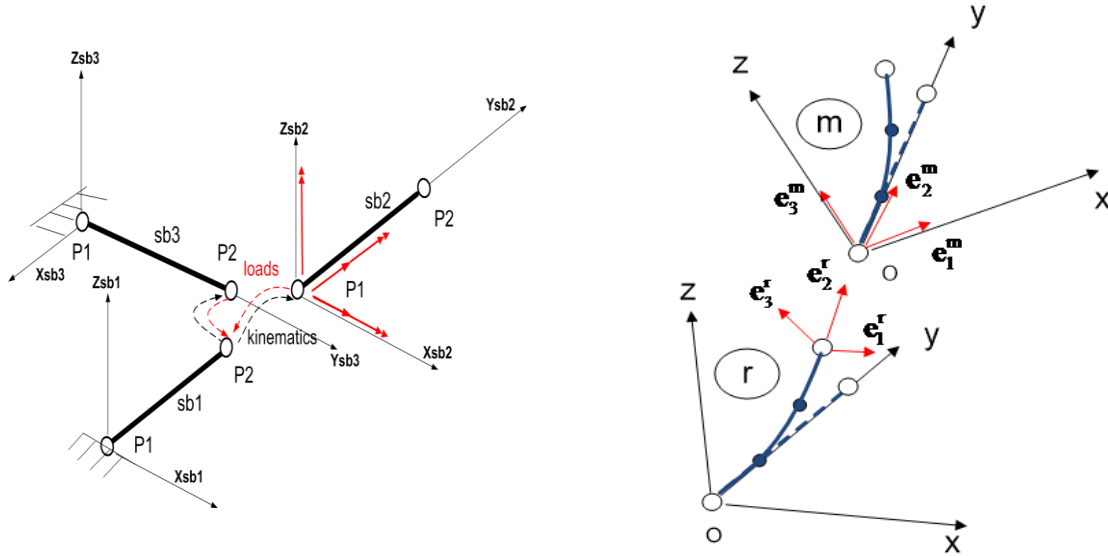 Zsb3
P1
Xsb3
sb3
P2
Zsb1
P1
Xsb1
sb1
P2
loads
kinematics
Ysb3
Zsb2
Ysb2
sb2
P2
P1
Xsb2
z
y
x
m
e₃ᵐ
e₂ᵐ
e₁ᵐ
o
z
y
x
r
e₃ʳ
e₂ʳ
e₁ʳ
o